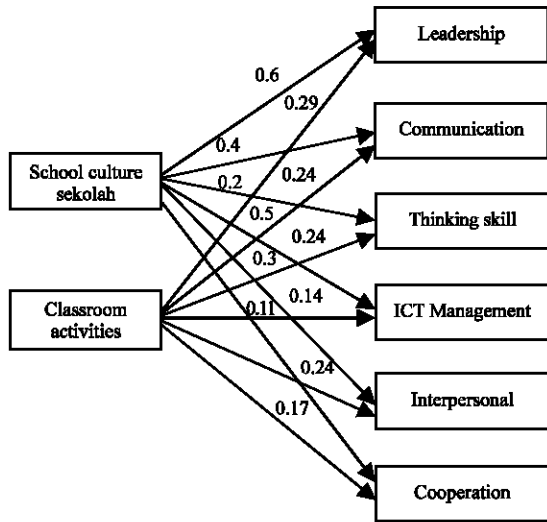 Leadership
0.6
0.29
Communication
0.4
0.24
School culture
sekolah
0.2
0.5
Thinking skill
0.24
0.3
0.14
Classroom
activities
0.11
ICT Management
0.24
Interpersonal
0.17
Cooperation